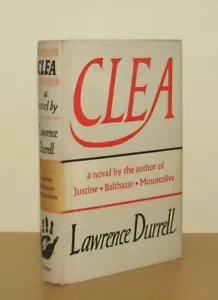 CLEA
a
novel by
Lawrence
Durrell
CLEA
a novel by the author of
Justine • Balthazar • Mountolive
Lawrence Durrell